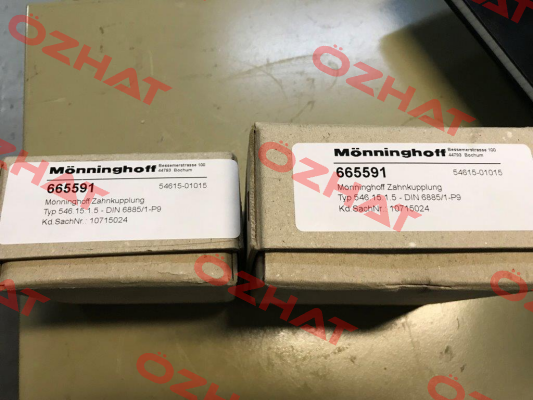 Mönninghoff Bessemerstrasse 100
44793 Bochum
665591 54615-01015
Mönninghoff Zahnkupplung
Typ 546.15 1.5 - DIN 6885/1-P9
Kd.SachNr.: 10715024
Mönninghoff Bessemerstrasse 100
44793 Bochum
665591 54615-01015
Mönninghoff Zahnkupplung
Typ 546.15 1.5 - DIN 6885/1-P9
Kd.SachNr.: 10715024
OZHAT
OZHAT
OZHAT
OZHAT
OZHAT